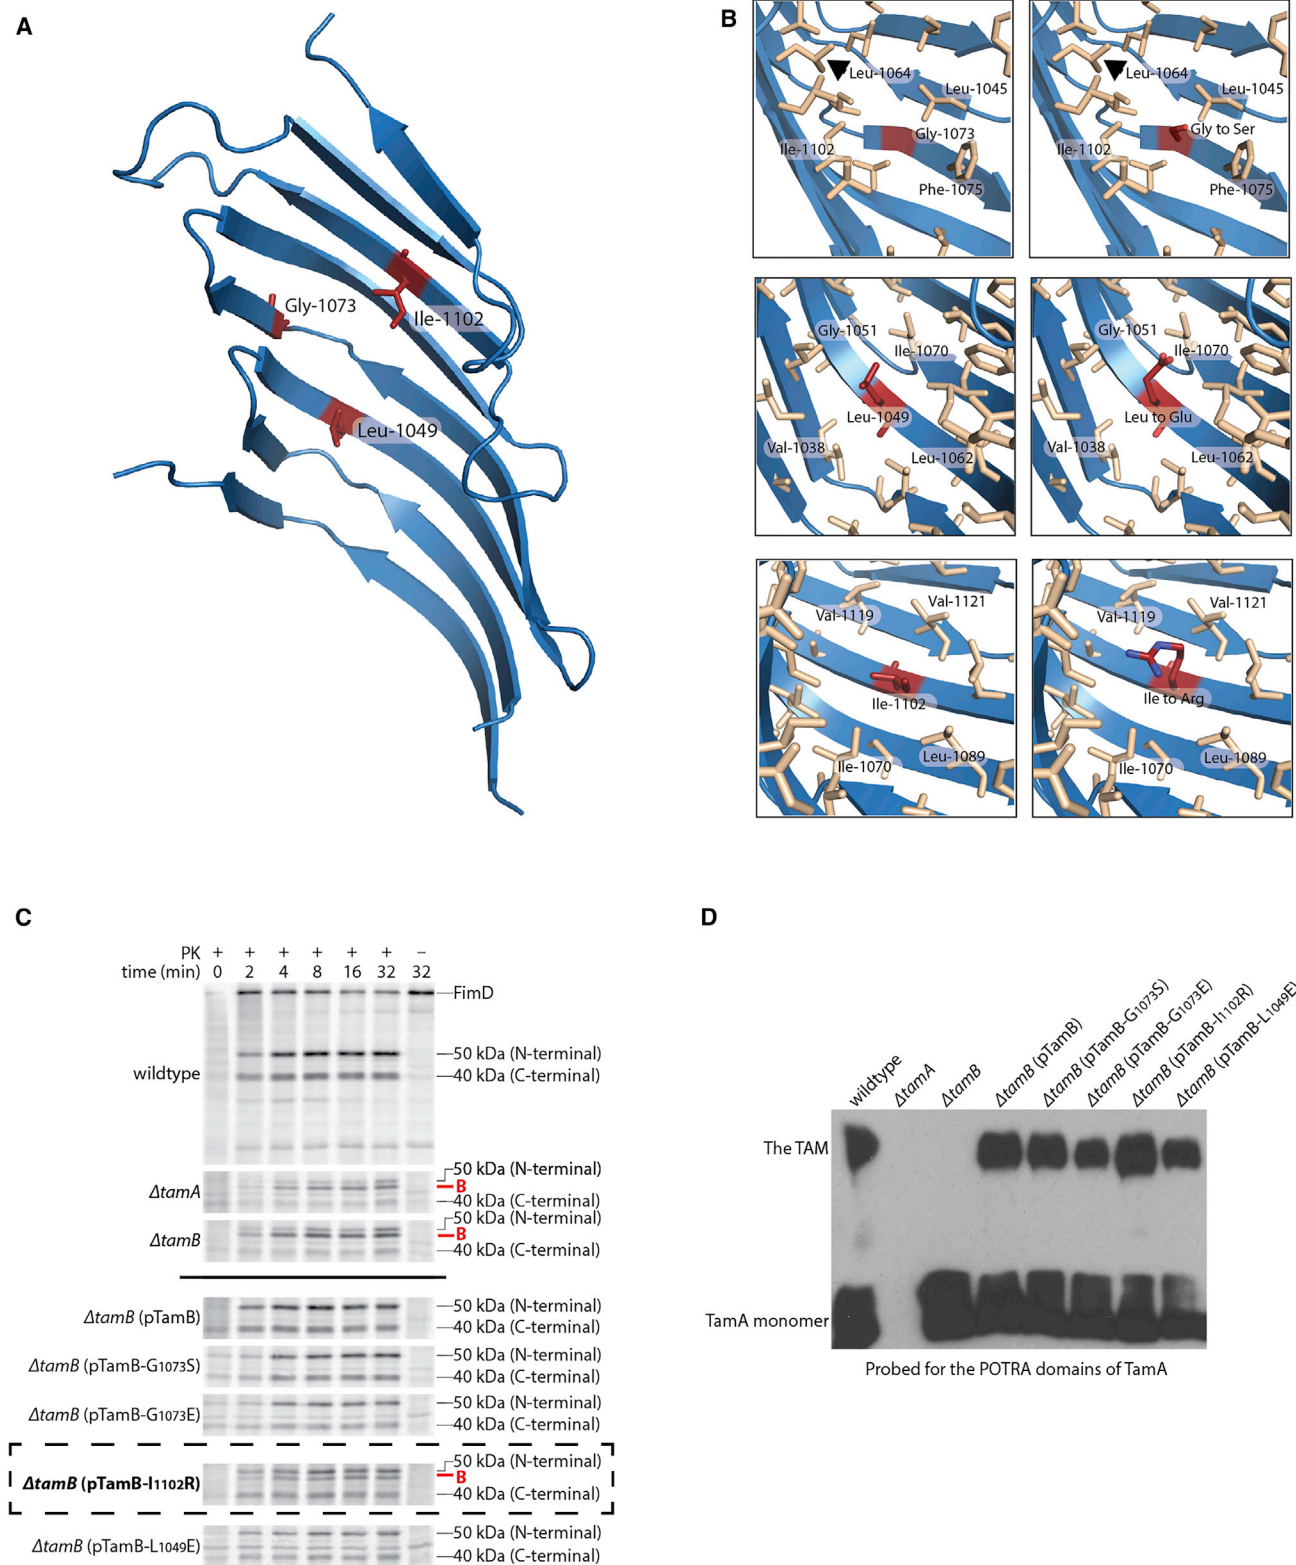 A
Gly-1073
Ile-1102
Leu-1049
B
Leu-1064
Leu-1045
Gly-1073
Ile-1102
Phe-1075
Leu-1064
Leu-1045
Gly to Ser
Ile-1102
Phe-1075
Gly-1051
Ile-1070
Leu-1049
Val-1038
Leu-1062
Gly-1051
Ile-1070
Leu to Glu
Val-1038
Leu-1062
Val-1121
Val-1119
Ile-1102
Leu-1089
Ile-1070
Val-1121
Val-1119
Ile to Arg
Leu-1089
Ile-1070
C
PK + + + + + + –
time (min) 0 2 4 8 16 32 32
FimD
50 kDa (N-terminal)
wildtype
40 kDa (C-terminal)
50 kDa (N-terminal)
ΔtamA
B
40 kDa (C-terminal)
50 kDa (N-terminal)
ΔtamB
B
40 kDa (C-terminal)
ΔtamB (pTamB)
50 kDa (N-terminal)
40 kDa (C-terminal)
ΔtamB (pTamB-G1073S)
50 kDa (N-terminal)
40 kDa (C-terminal)
ΔtamB (pTamB-G1073E)
50 kDa (N-terminal)
40 kDa (C-terminal)
50 kDa (N-terminal)
ΔtamB (pTamB-I1102R)
B
40 kDa (C-terminal)
ΔtamB (pTamB-L1049E)
50 kDa (N-terminal)
40 kDa (C-terminal)
D
wildtype
ΔtamA
ΔtamB
ΔtamB (pTamB)
ΔtamB (pTamB-G1073S)
ΔtamB (pTamB-G1073E)
ΔtamB (pTamB-I1102R)
ΔtamB (pTamB-L1049E)
The TAM
TamA monomer
Probed for the POTRA domains of TamA